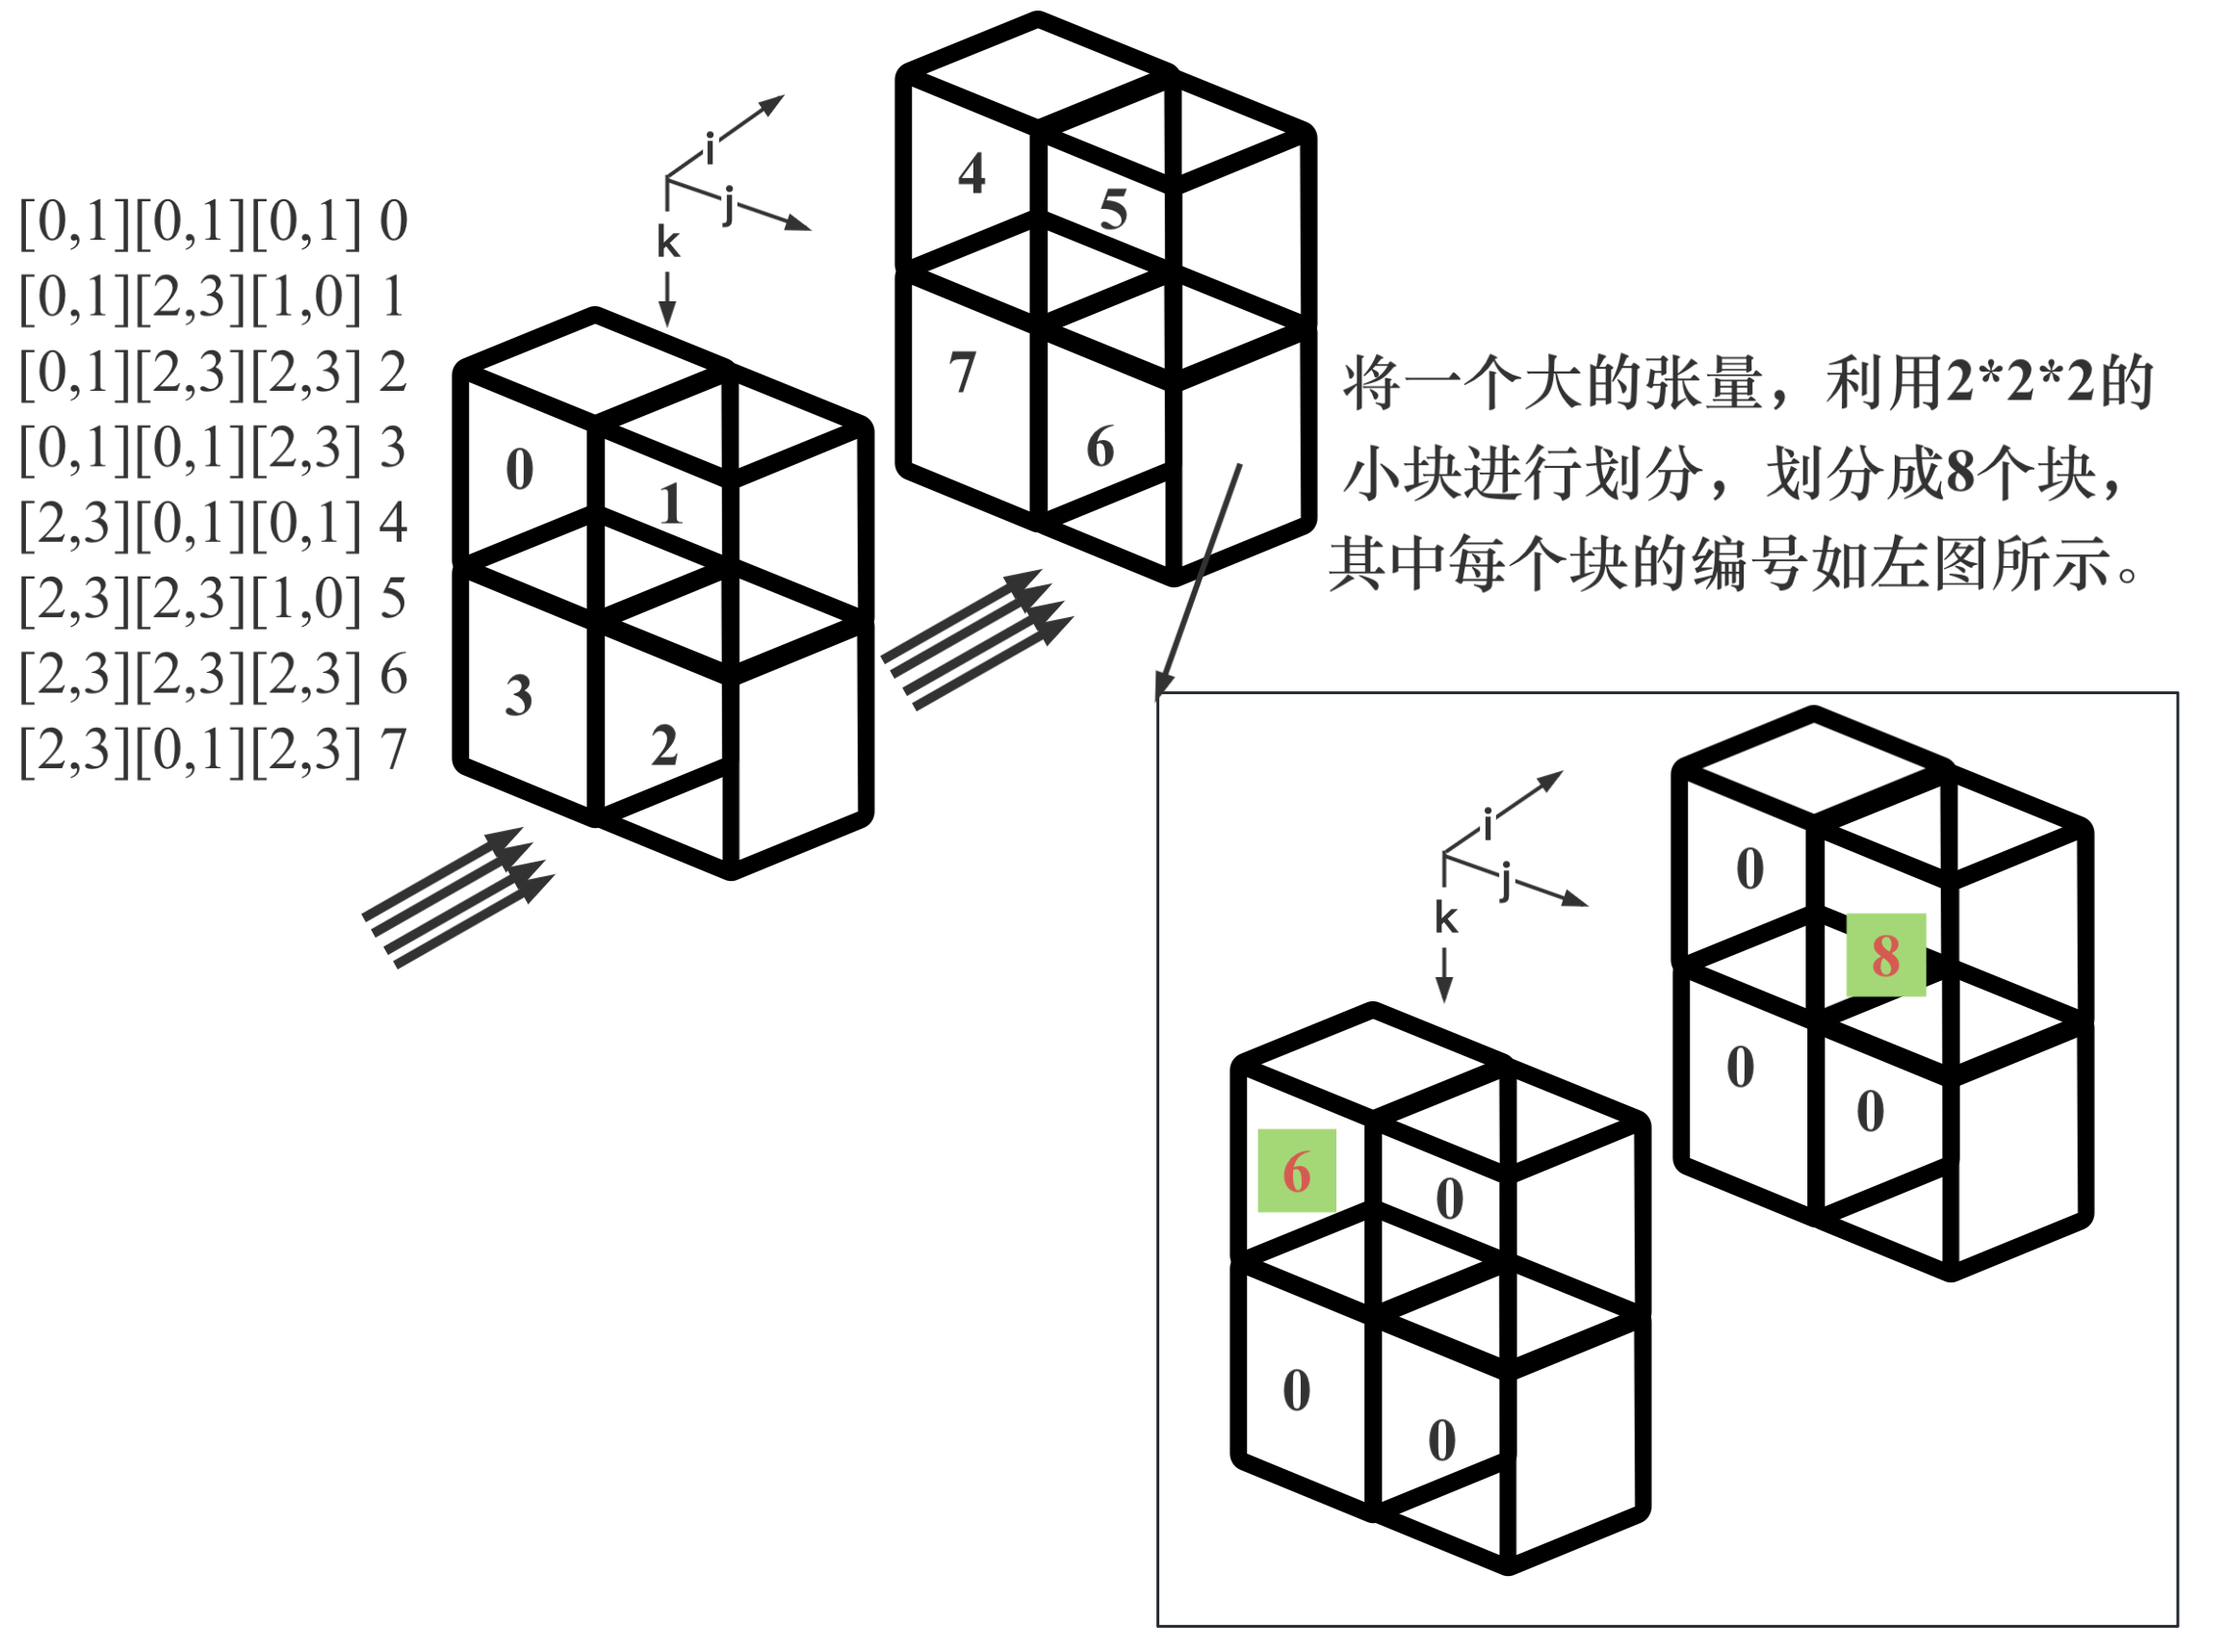 [0,1][0,1][0,1] 0
[0,1][2,3][1,0] 1
[0,1][2,3][2,3] 2
[0,1][0,1][2,3] 3
[2,3][0,1][0,1] 4
[2,3][2,3][1,0] 5
[2,3][2,3][2,3] 6
[2,3][0,1][2,3] 7
i
j
k
0
1
3
2
4
5
7
6
将一个大的张量，利用2*2*2的
小块进行划分，划分成8个块，
其中每个块的编号如左图所示。
i
j
k
6
0
0
0
0
8
0
0